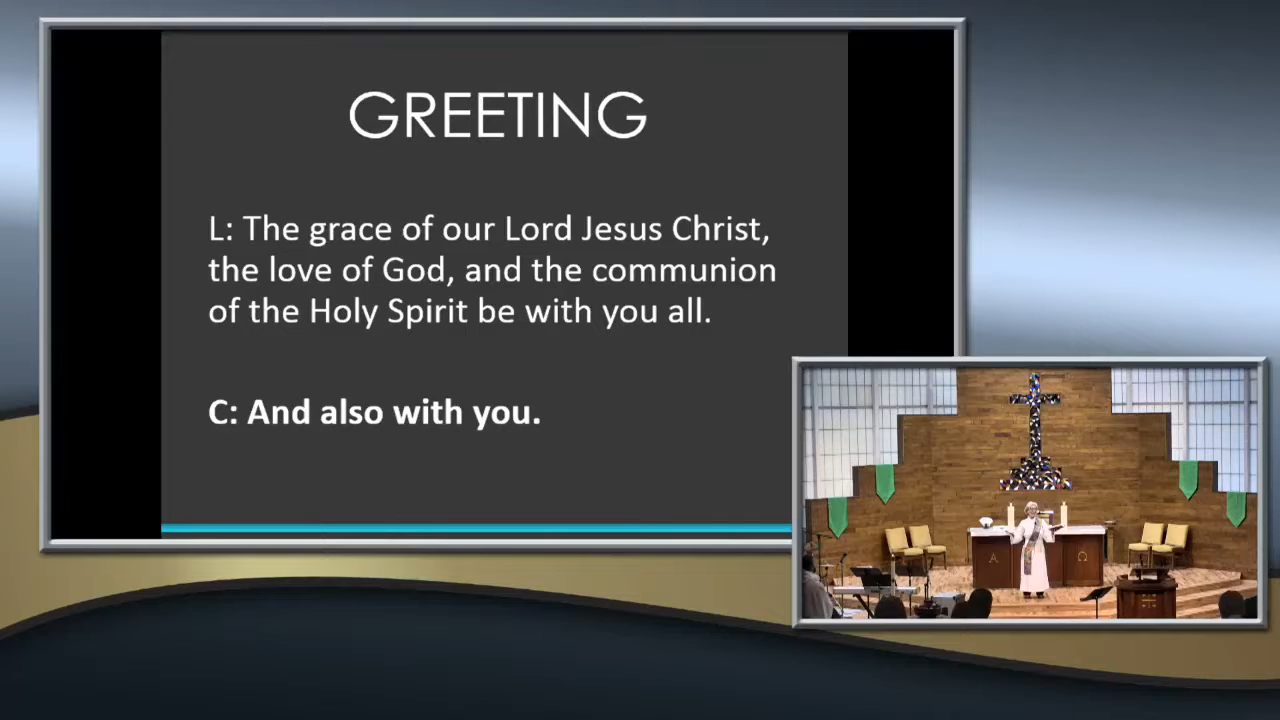 GREETING
L: The grace of our Lord Jesus Christ,
the love of God, and the communion
of the Holy Spirit be with you all.
C: And also with you.
Α
Ω